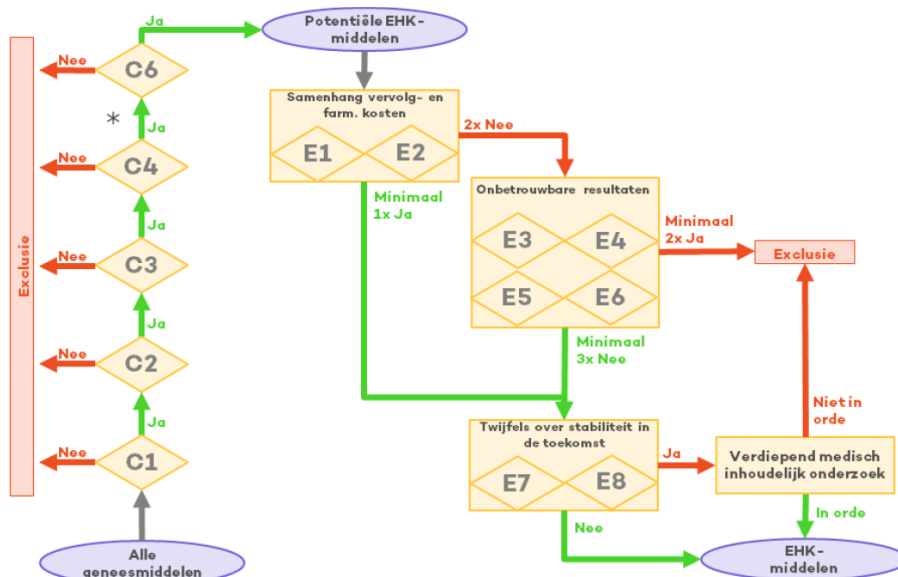 Ja
Potentiële EHK-
middelen
Nee
C6
*
Ja
Samenhang vervolg- en
farm. kosten
E1
E2
2x Nee
Nee
C4
Ja
Minimaal
1x Ja
Onbetrouwbare resultaten
E3
E4
E5
E6
Minimaal
2x Ja
Exclusie
Exclusie
Nee
C3
Ja
Minimaal
3x Nee
Nee
C2
Ja
Niet in
orde
Twijfels over stabiliteit in
de toekomst
E7
E8
Ja
Verdiepend medisch
inhoudelijk onderzoek
Nee
C1
Nee
In orde
Alle
geneesmiddelen
EHK-
middelen